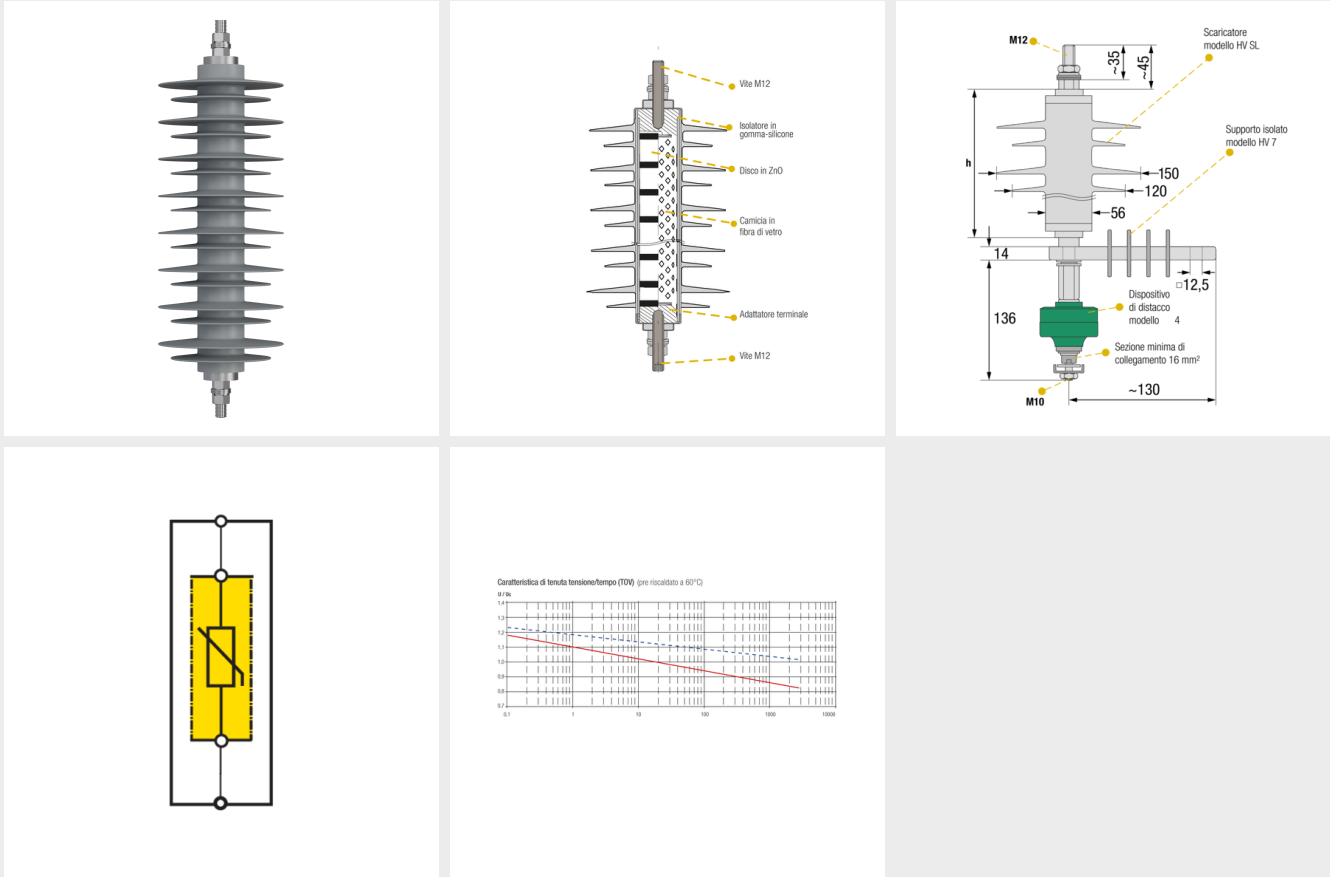 Vite M12
Isolatore in
gomma-silicone
Disco in ZnO
Camicia in
fibra di vetro
Adattatore terminale
Vite M12
M12
~35
~45
Scaricatore
modello HV SL
Supporto isolato
modello HV 7
h
150
120
56
14
□12,5
136
Dispositivo
di distacco
modello 4
Sezione minima di
collegamento 16 mm²
~130
M10
Caratteristica di tenuta tensione/tempo (TOV) (pre riscaldato a 60°C)
U / Uc
1,4
1,3
1,2
1,1
1,0
0,9
0,8
0,7
0,1 1 10 100 1000 10000